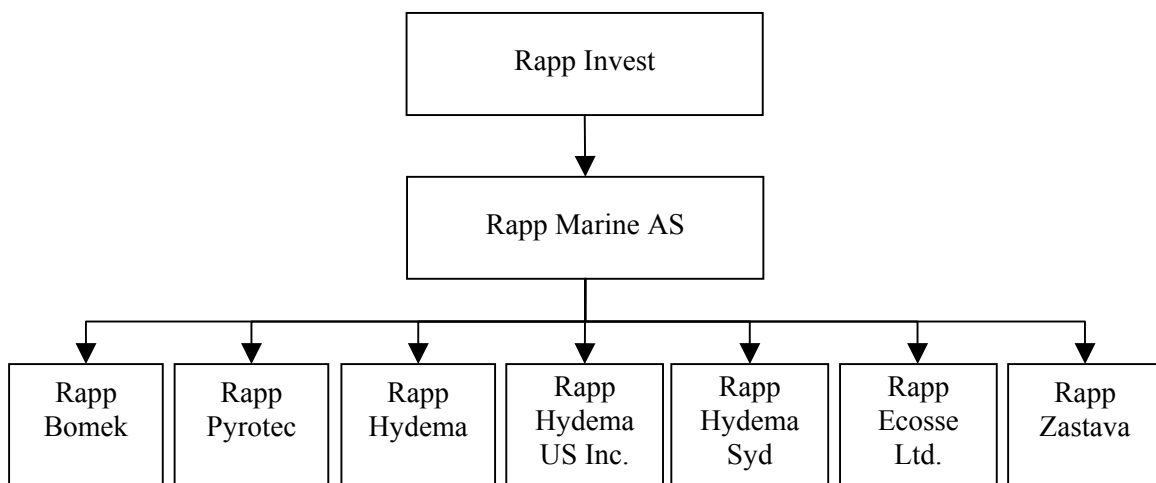 Rapp Invest
Rapp Marine AS
Rapp
Bomek
Rapp
Pyrotec
Rapp
Hydema
Rapp
Hydema
US Inc.
Rapp
Hydema
Syd
Rapp
Ecosse
Ltd.
Rapp
Zastava